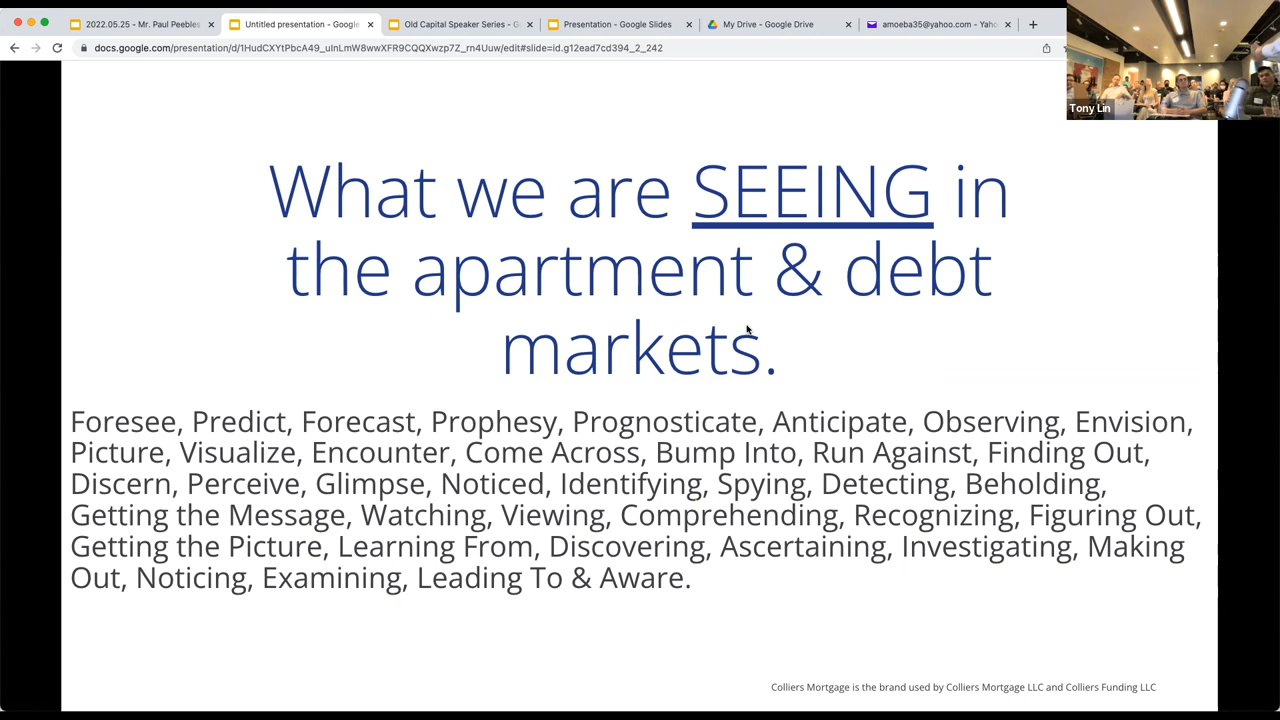 2022.05.25 - Mr. Paul Peebles
Untitled presentation - Google
Old Capital Speaker Series - G
Presentation - Google Slides
My Drive - Google Drive
amoeba35@yahoo.com - Yaho
docs.google.com/presentation/d/1HudCXYtPbcA49_uInLmW8wwXFR9CQQXwzp7Z_rn4Uuw/edit#slide=id.g12ead7cd394_2_242
Tony Lin
What we are SEEING in
the apartment & debt
markets.
Foresee, Predict, Forecast, Prophesy, Prognosticate, Anticipate, Observing, Envision,
Picture, Visualize, Encounter, Come Across, Bump Into, Run Against, Finding Out,
Discern, Perceive, Glimpse, Noticed, Identifying, Spying, Detecting, Beholding,
Getting the Message, Watching, Viewing, Comprehending, Recognizing, Figuring Out,
Getting the Picture, Learning From, Discovering, Ascertaining, Investigating, Making
Out, Noticing, Examining, Leading To & Aware.
Colliers Mortgage is the brand used by Colliers Mortgage LLC and Colliers Funding LLC